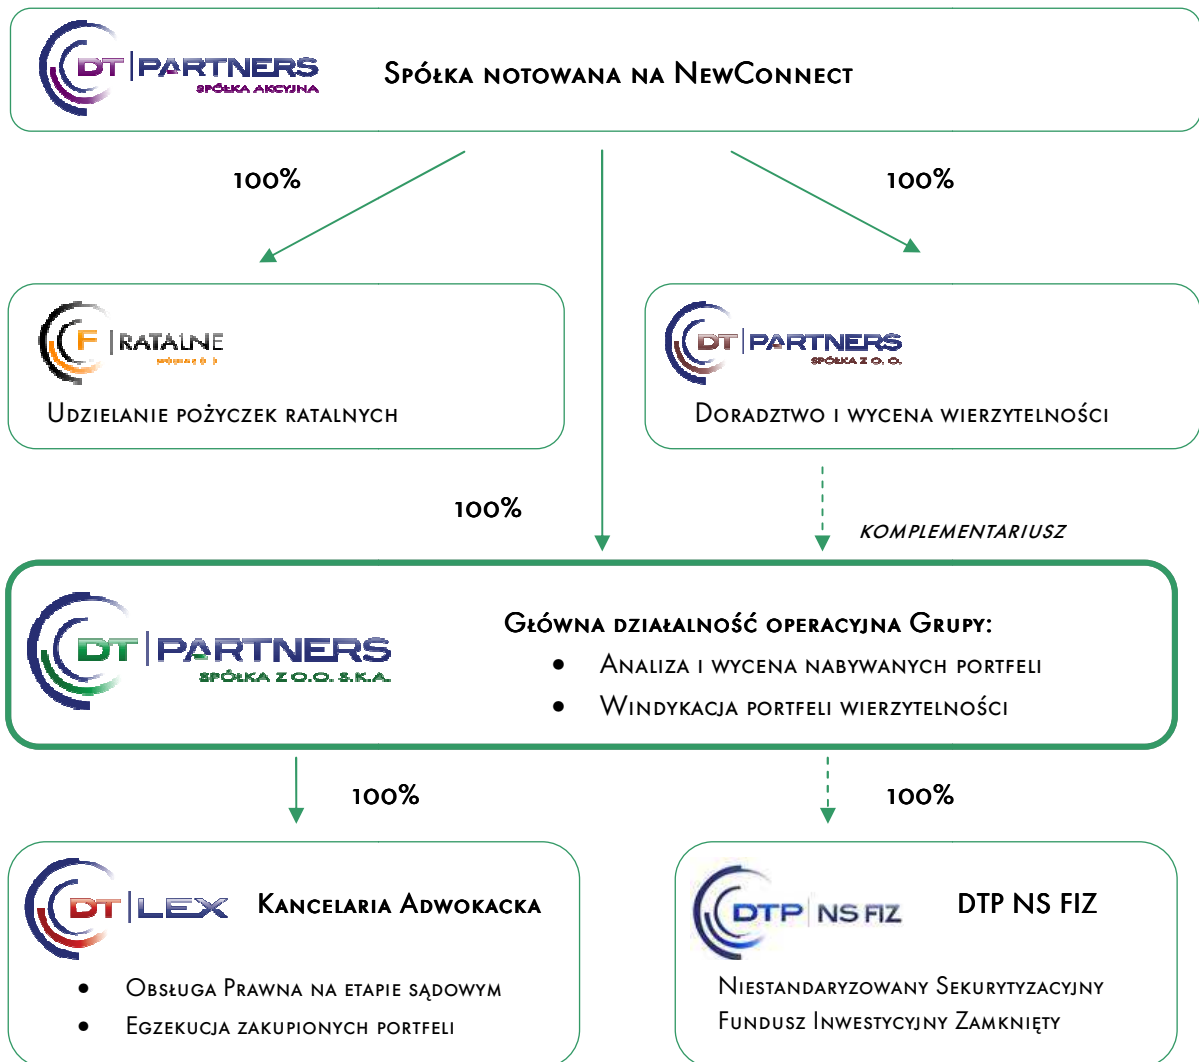 DT PARTNERS
SPÓŁKA AKCYJNA
SPÓŁKA NOTOWANA NA NEWCONNECT
100%
100%
F RATALNE
UDZIELANIE POŻYCZEK RATALNYCH
DT PARTNERS
SPÓŁKA Z O. O.
DORADZTWO I WYCENA WIERZYTELNOŚCI
100%
KOMPLEMENTARIUSZ
DT PARTNERS
SPÓŁKA Z O.O. S.K.A.
GŁÓWNA DZIAŁALNOŚĆ OPERACYJNA GRUPY:
• ANALIZA I WYCENA NABYWANYCH PORTFELI
• WINDYKACJA PORTFELI WIERZYTELNOŚCI
100%
100%
DT LEX
KANCELARIA ADWOKACKA
• OBSŁUGA PRAWNA NA ETAPIE SĄDOWYM
• EGZEKUCJA ZAKUPIONYCH PORTFELI
DTP NS FIZ
DTP NS FIZ
NIESTANDARYZOWANY SEKURYTYZACYJNY
FUNDUSZ INWESTYCYJNY ZAMKNIĘTY